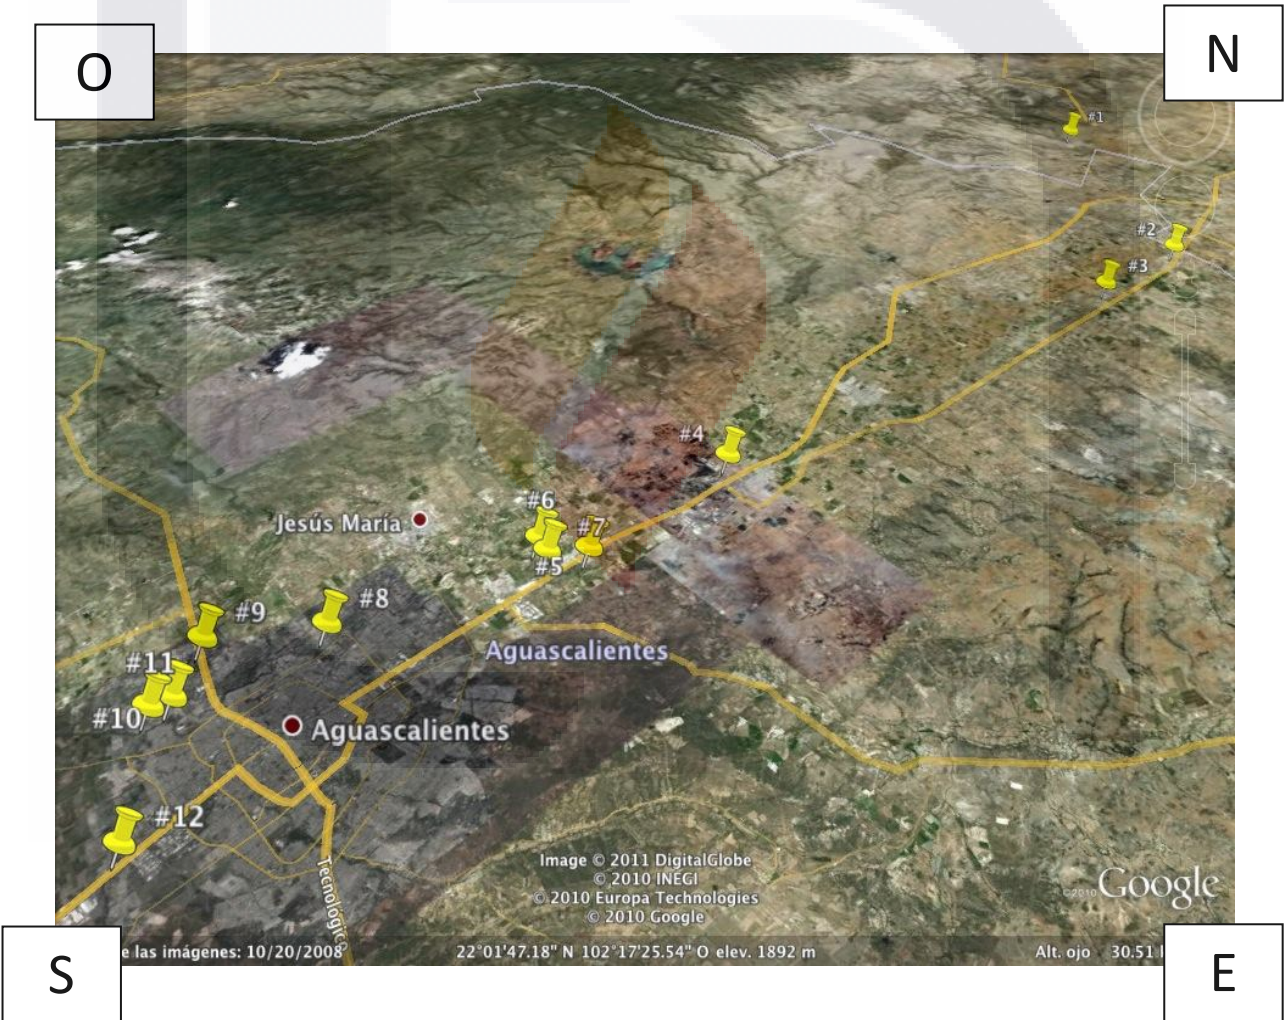 O
N
#1
#2
#3
#4
#6
#7
Jesús María
#5
#8
#9
Aguascalientes
#11
#10
Aguascalientes
#12
Tecnológico
Image © 2011 DigitalGlobe
© 2010 INEGI
© 2010 Europa Technologies
© 2010 Google
©2010 Google
e las imágenes: 10/20/2008
22°01'47.18" N 102°17'25.54" O elev. 1892 m
Alt. ojo 30.51
S
E